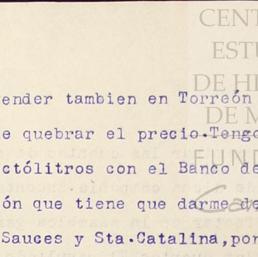 CENT
ESTU
DE HI
DE M
FUND
ender tambien en Torreón
e quebrar el precio.Tengo
ctólitros con el Banco de
ón que tiene que darme de
Sauces y Sta.Catalina,por